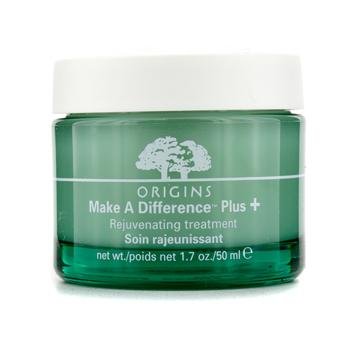 ORIGINS
Make A Difference™ Plus +
Rejuvenating treatment
Soin rajeunissant
net wt./poids net 1.7 oz./50 ml ℮